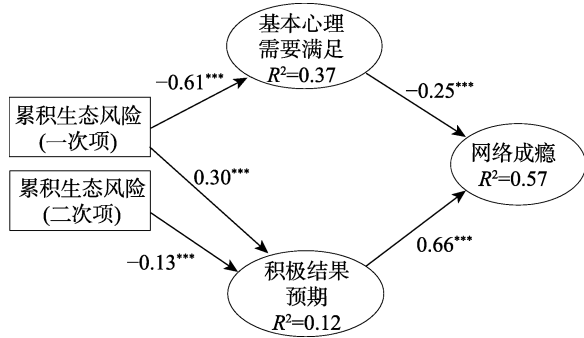 基本心理
需要满足
R²=0.37
−0.61***
−0.25***
累积生态风险
(一次项)
网络成瘾
R²=0.57
0.30***
累积生态风险
(二次项)
−0.13***
0.66***
积极结果
预期
R²=0.12